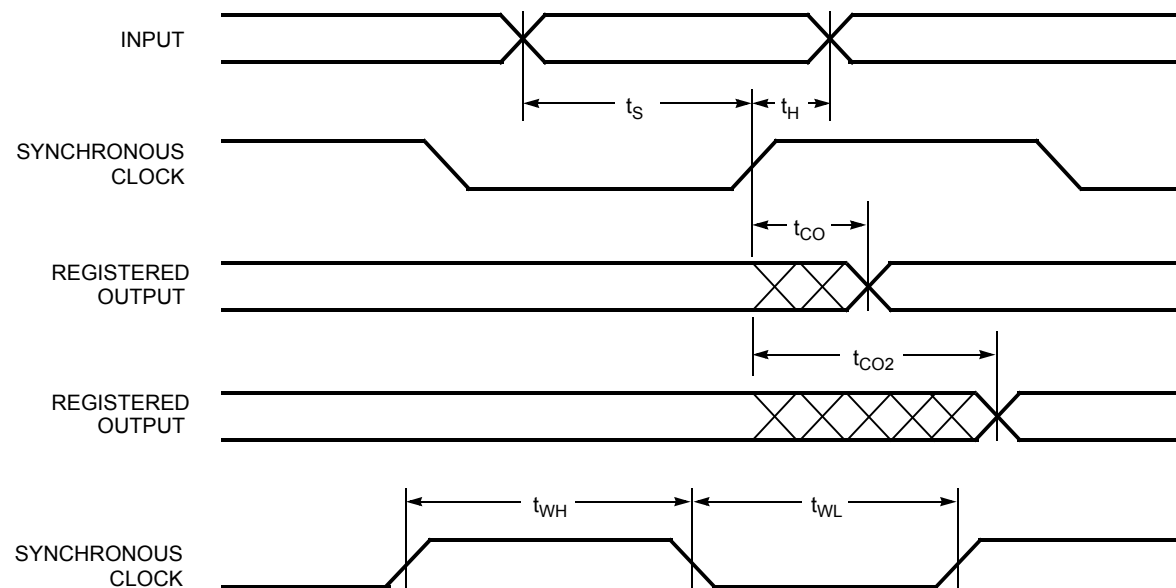 INPUT
tS
tH
SYNCHRONOUS
CLOCK
tCO
REGISTERED
OUTPUT
tCO2
REGISTERED
OUTPUT
tWH
tWL
SYNCHRONOUS
CLOCK